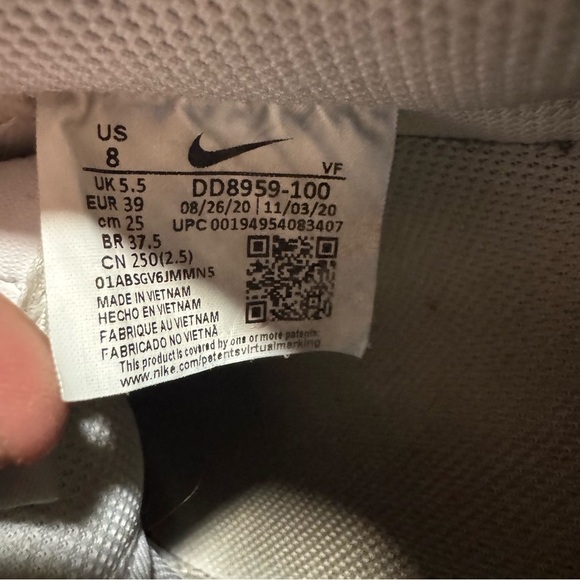 US
8
VF
UK 5.5
DD8959-100
EUR 39
08/26/20 | 11/03/20
cm 25
UPC 00194954083407
BR 37.5
CN 250(2.5)
01ABSGV6JMMN5
MADE IN VIETNAM
HECHO EN VIETNAM
FABRIQUE AU VIETNAM
FABRICADO NO VIETNÃ
This product is covered by one or more patents:
www.nike.com/patentsvirtualmarking